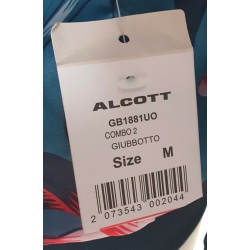 ALCOTT
GB1881UO
COMBO 2
GIUBBOTTO
Size M
2 073543 002044